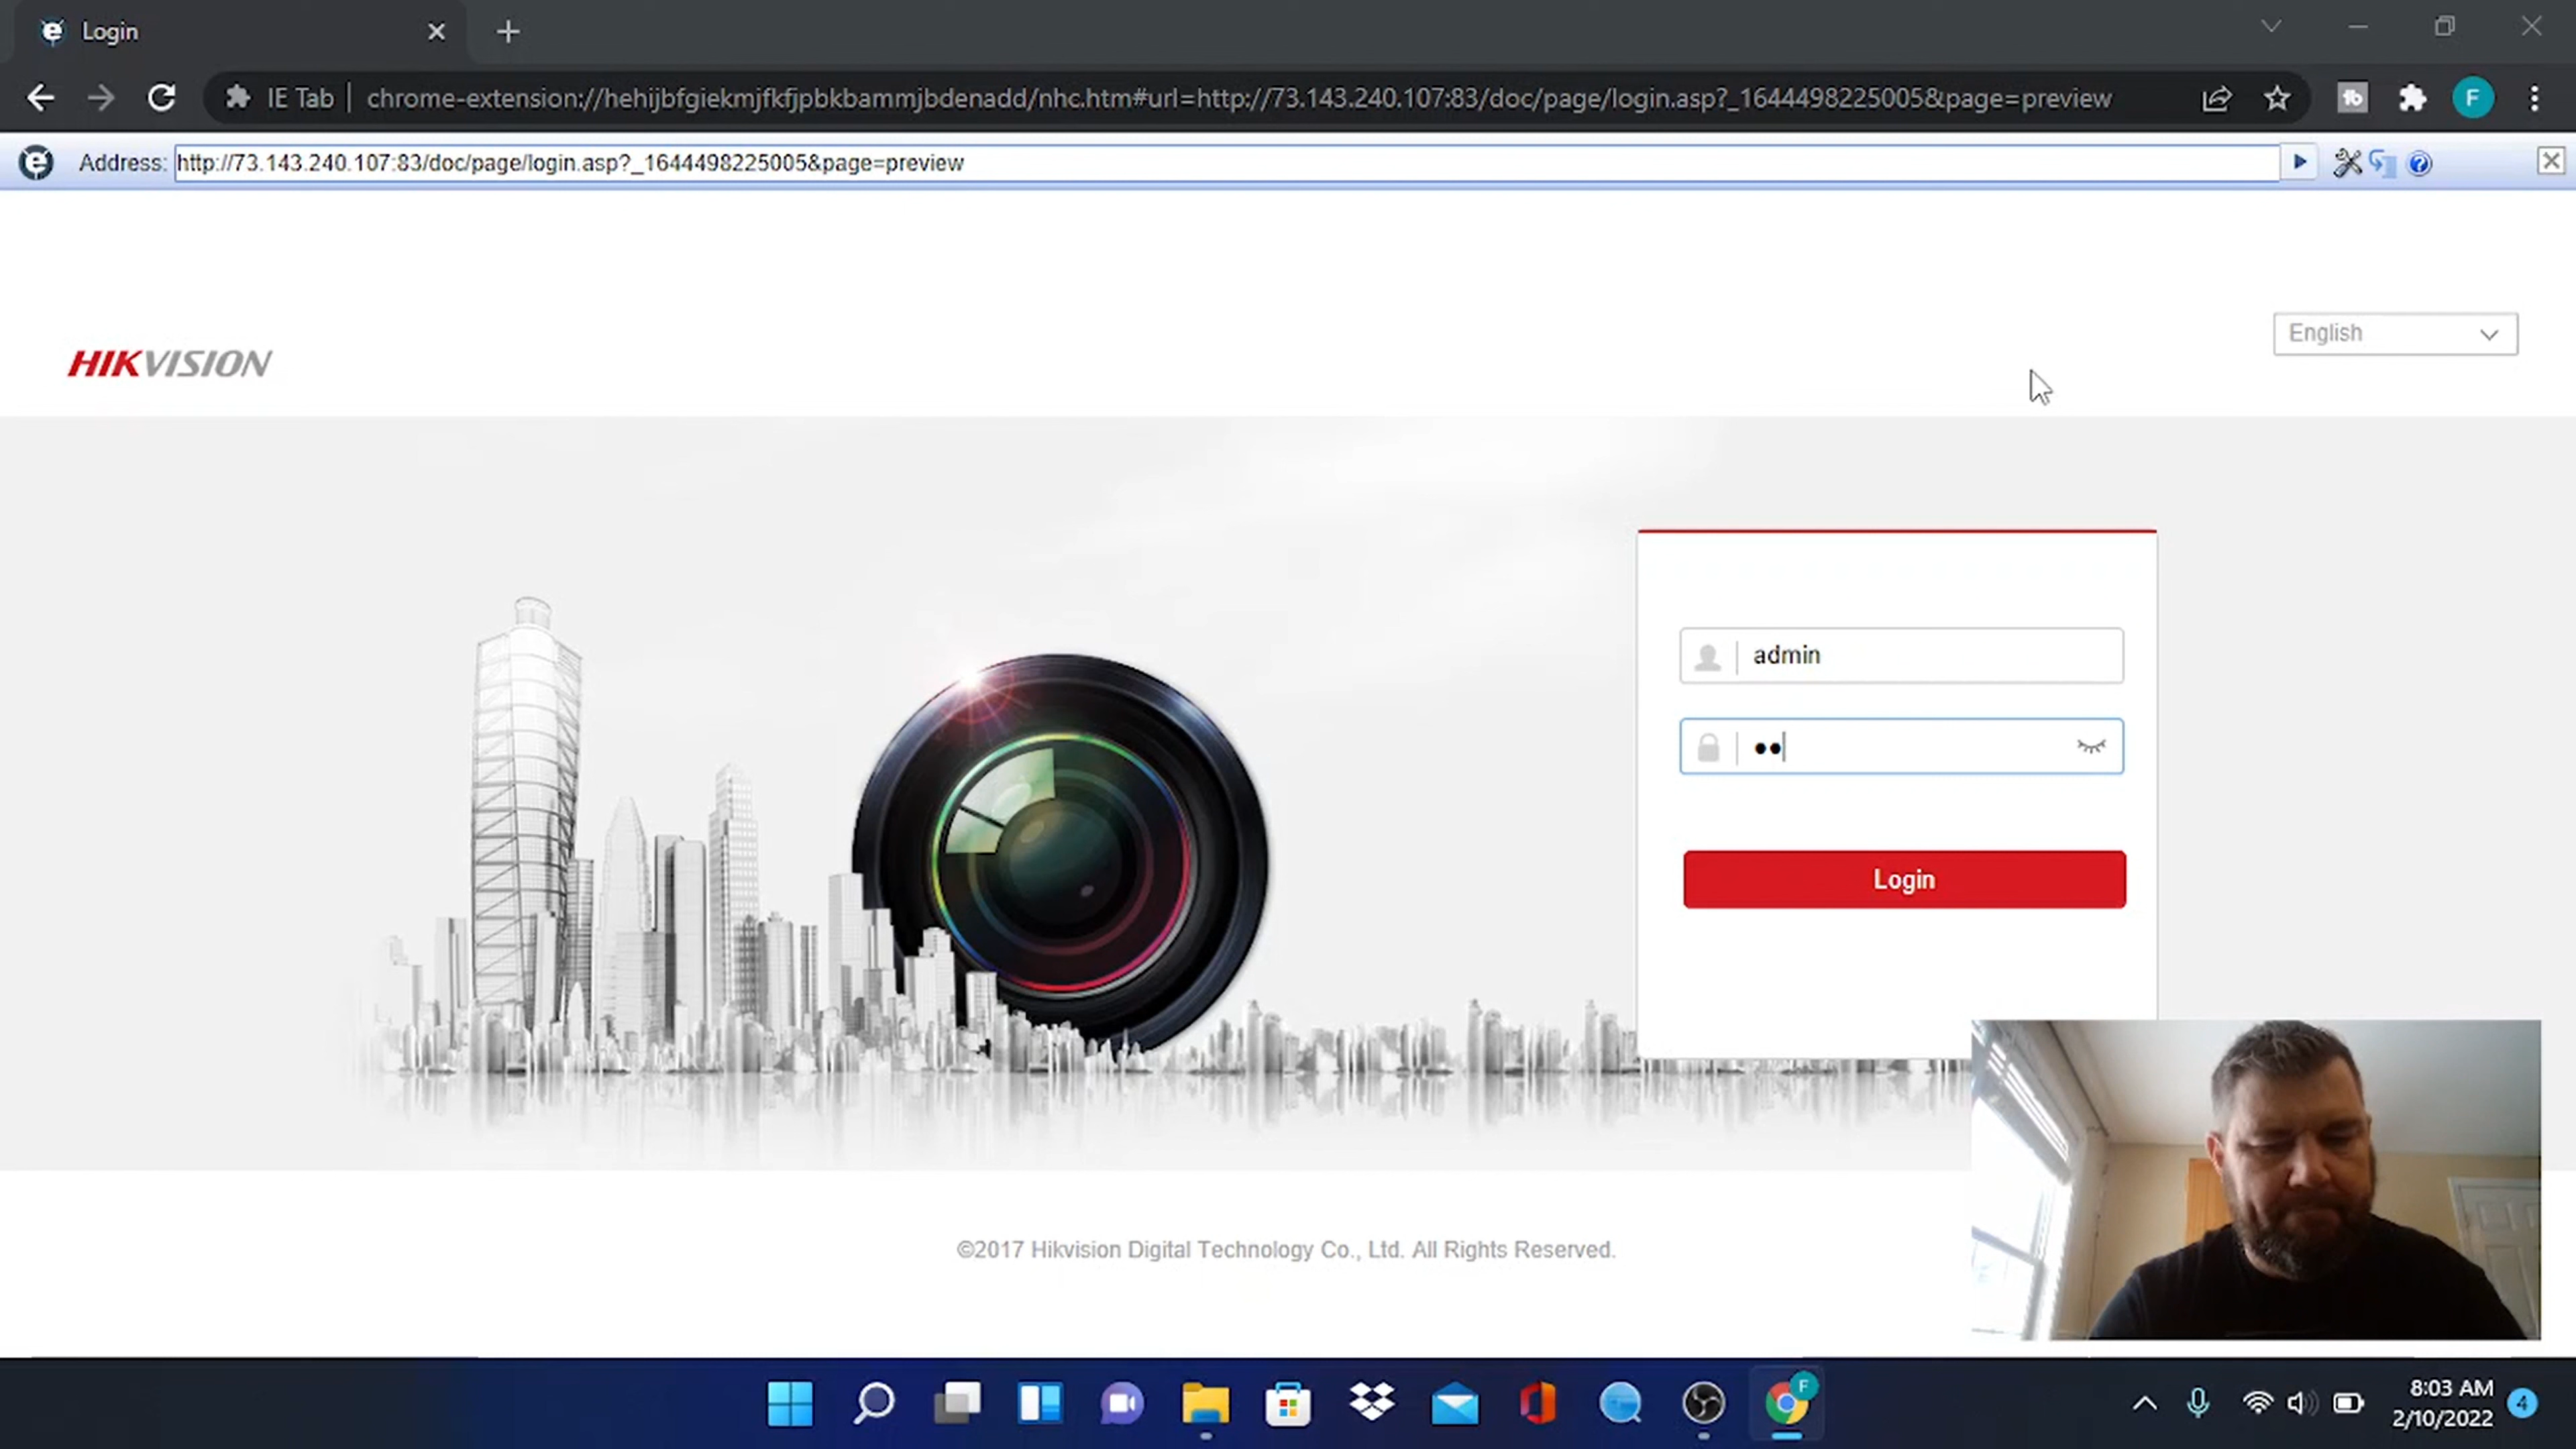 Login
IE Tab | chrome-extension://hehijbfgiekmjfkfjpbkbammjbdenadd/nhc.htm#url=http://73.143.240.107:83/doc/page/login.asp?_1644498225005&page=preview
F
Address: http://73.143.240.107:83/doc/page/login.asp?_1644498225005&page=preview
English
HIKVISION
admin
Login
©2017 Hikvision Digital Technology Co., Ltd. All Rights Reserved.
F
8:03 AM
2/10/2022
4